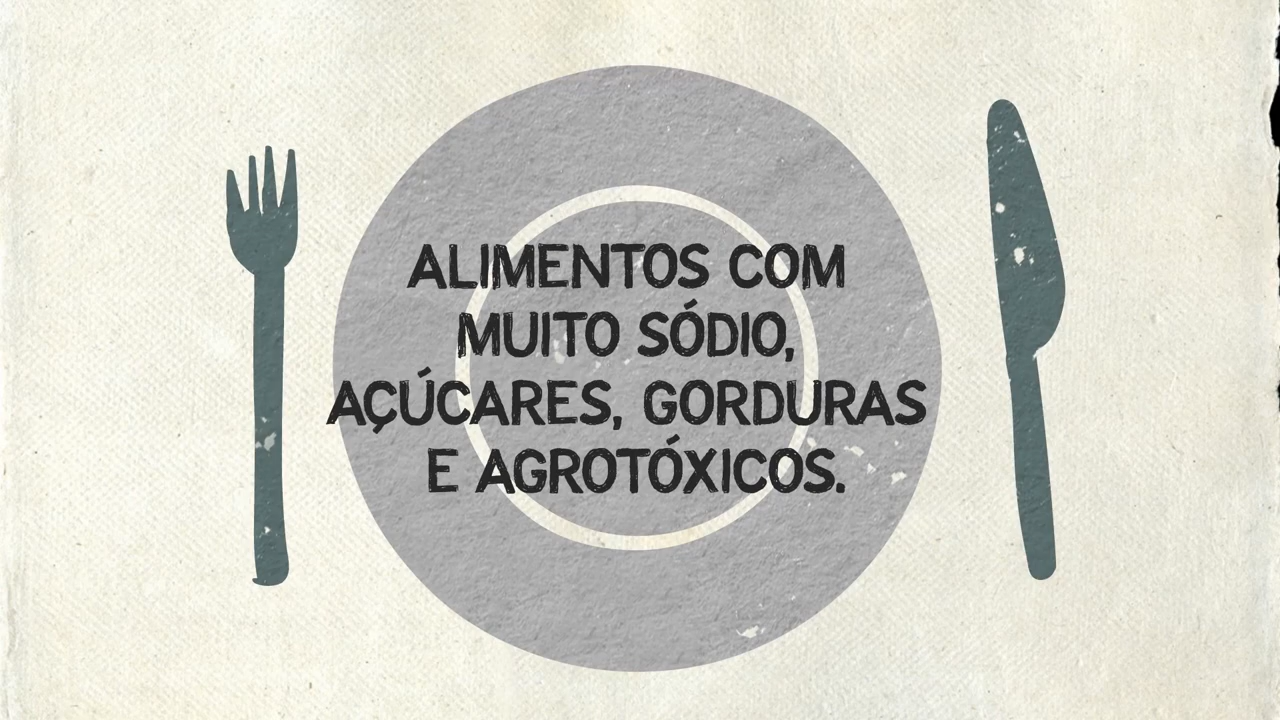 ALIMENTOS COM
MUITO SÓDIO,
AÇÚCARES, GORDURAS
E AGROTÓXICOS.